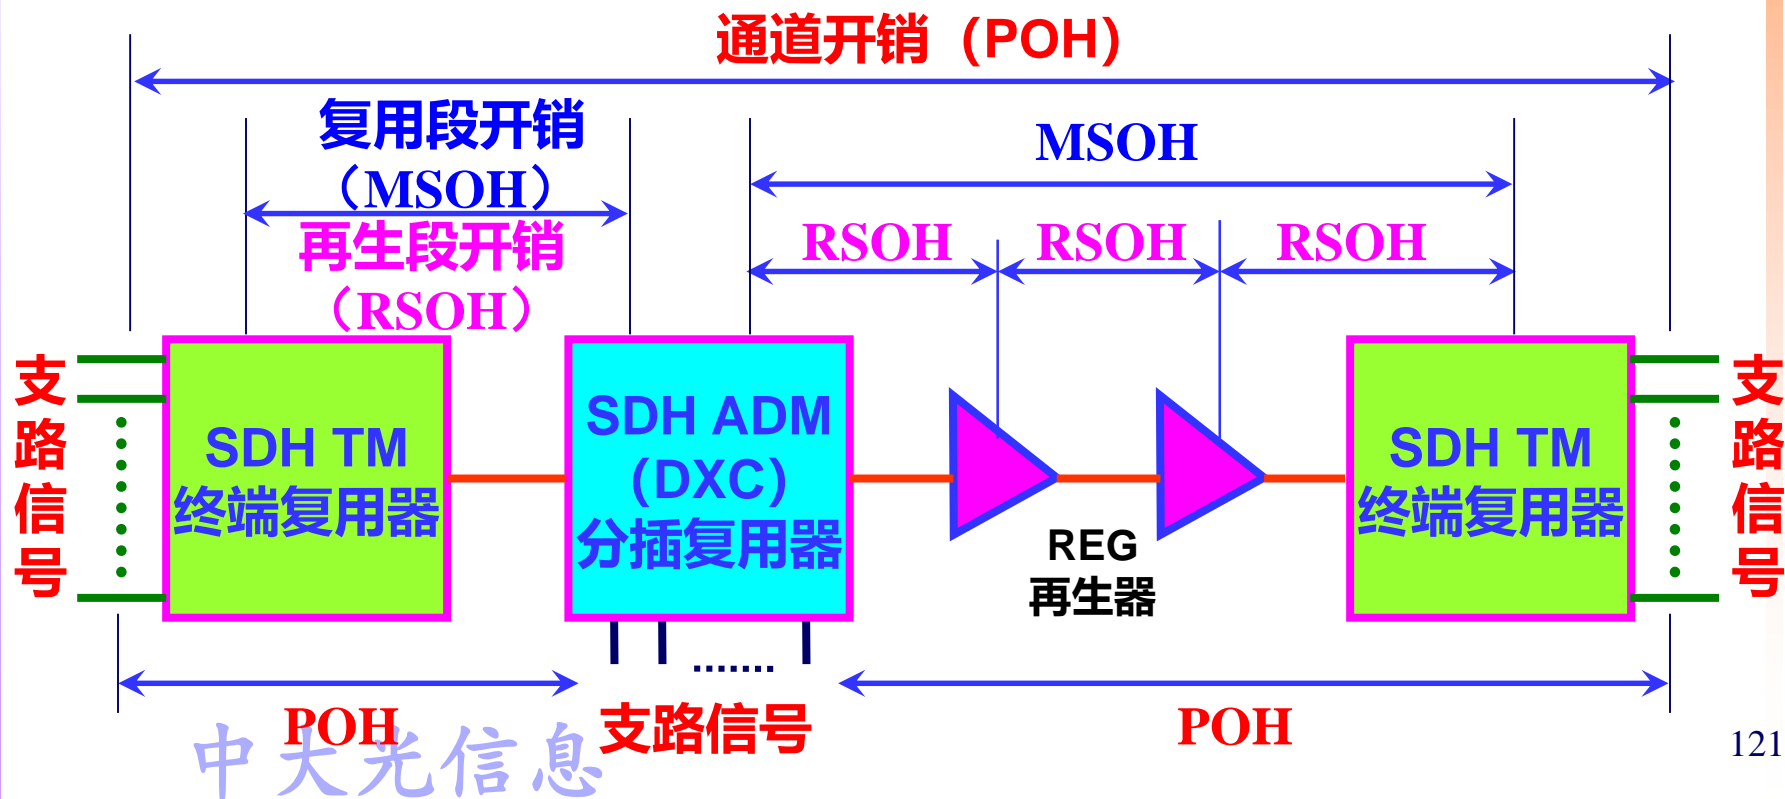 通道开销（POH）
复用段开销
（MSOH）
再生段开销
（RSOH）
MSOH
RSOH
RSOH
RSOH
支路信号
SDH TM
终端复用器
SDH ADM
（DXC）
分插复用器
REG
再生器
SDH TM
终端复用器
支路信号
POH
支路信号
POH
中大光信息
121